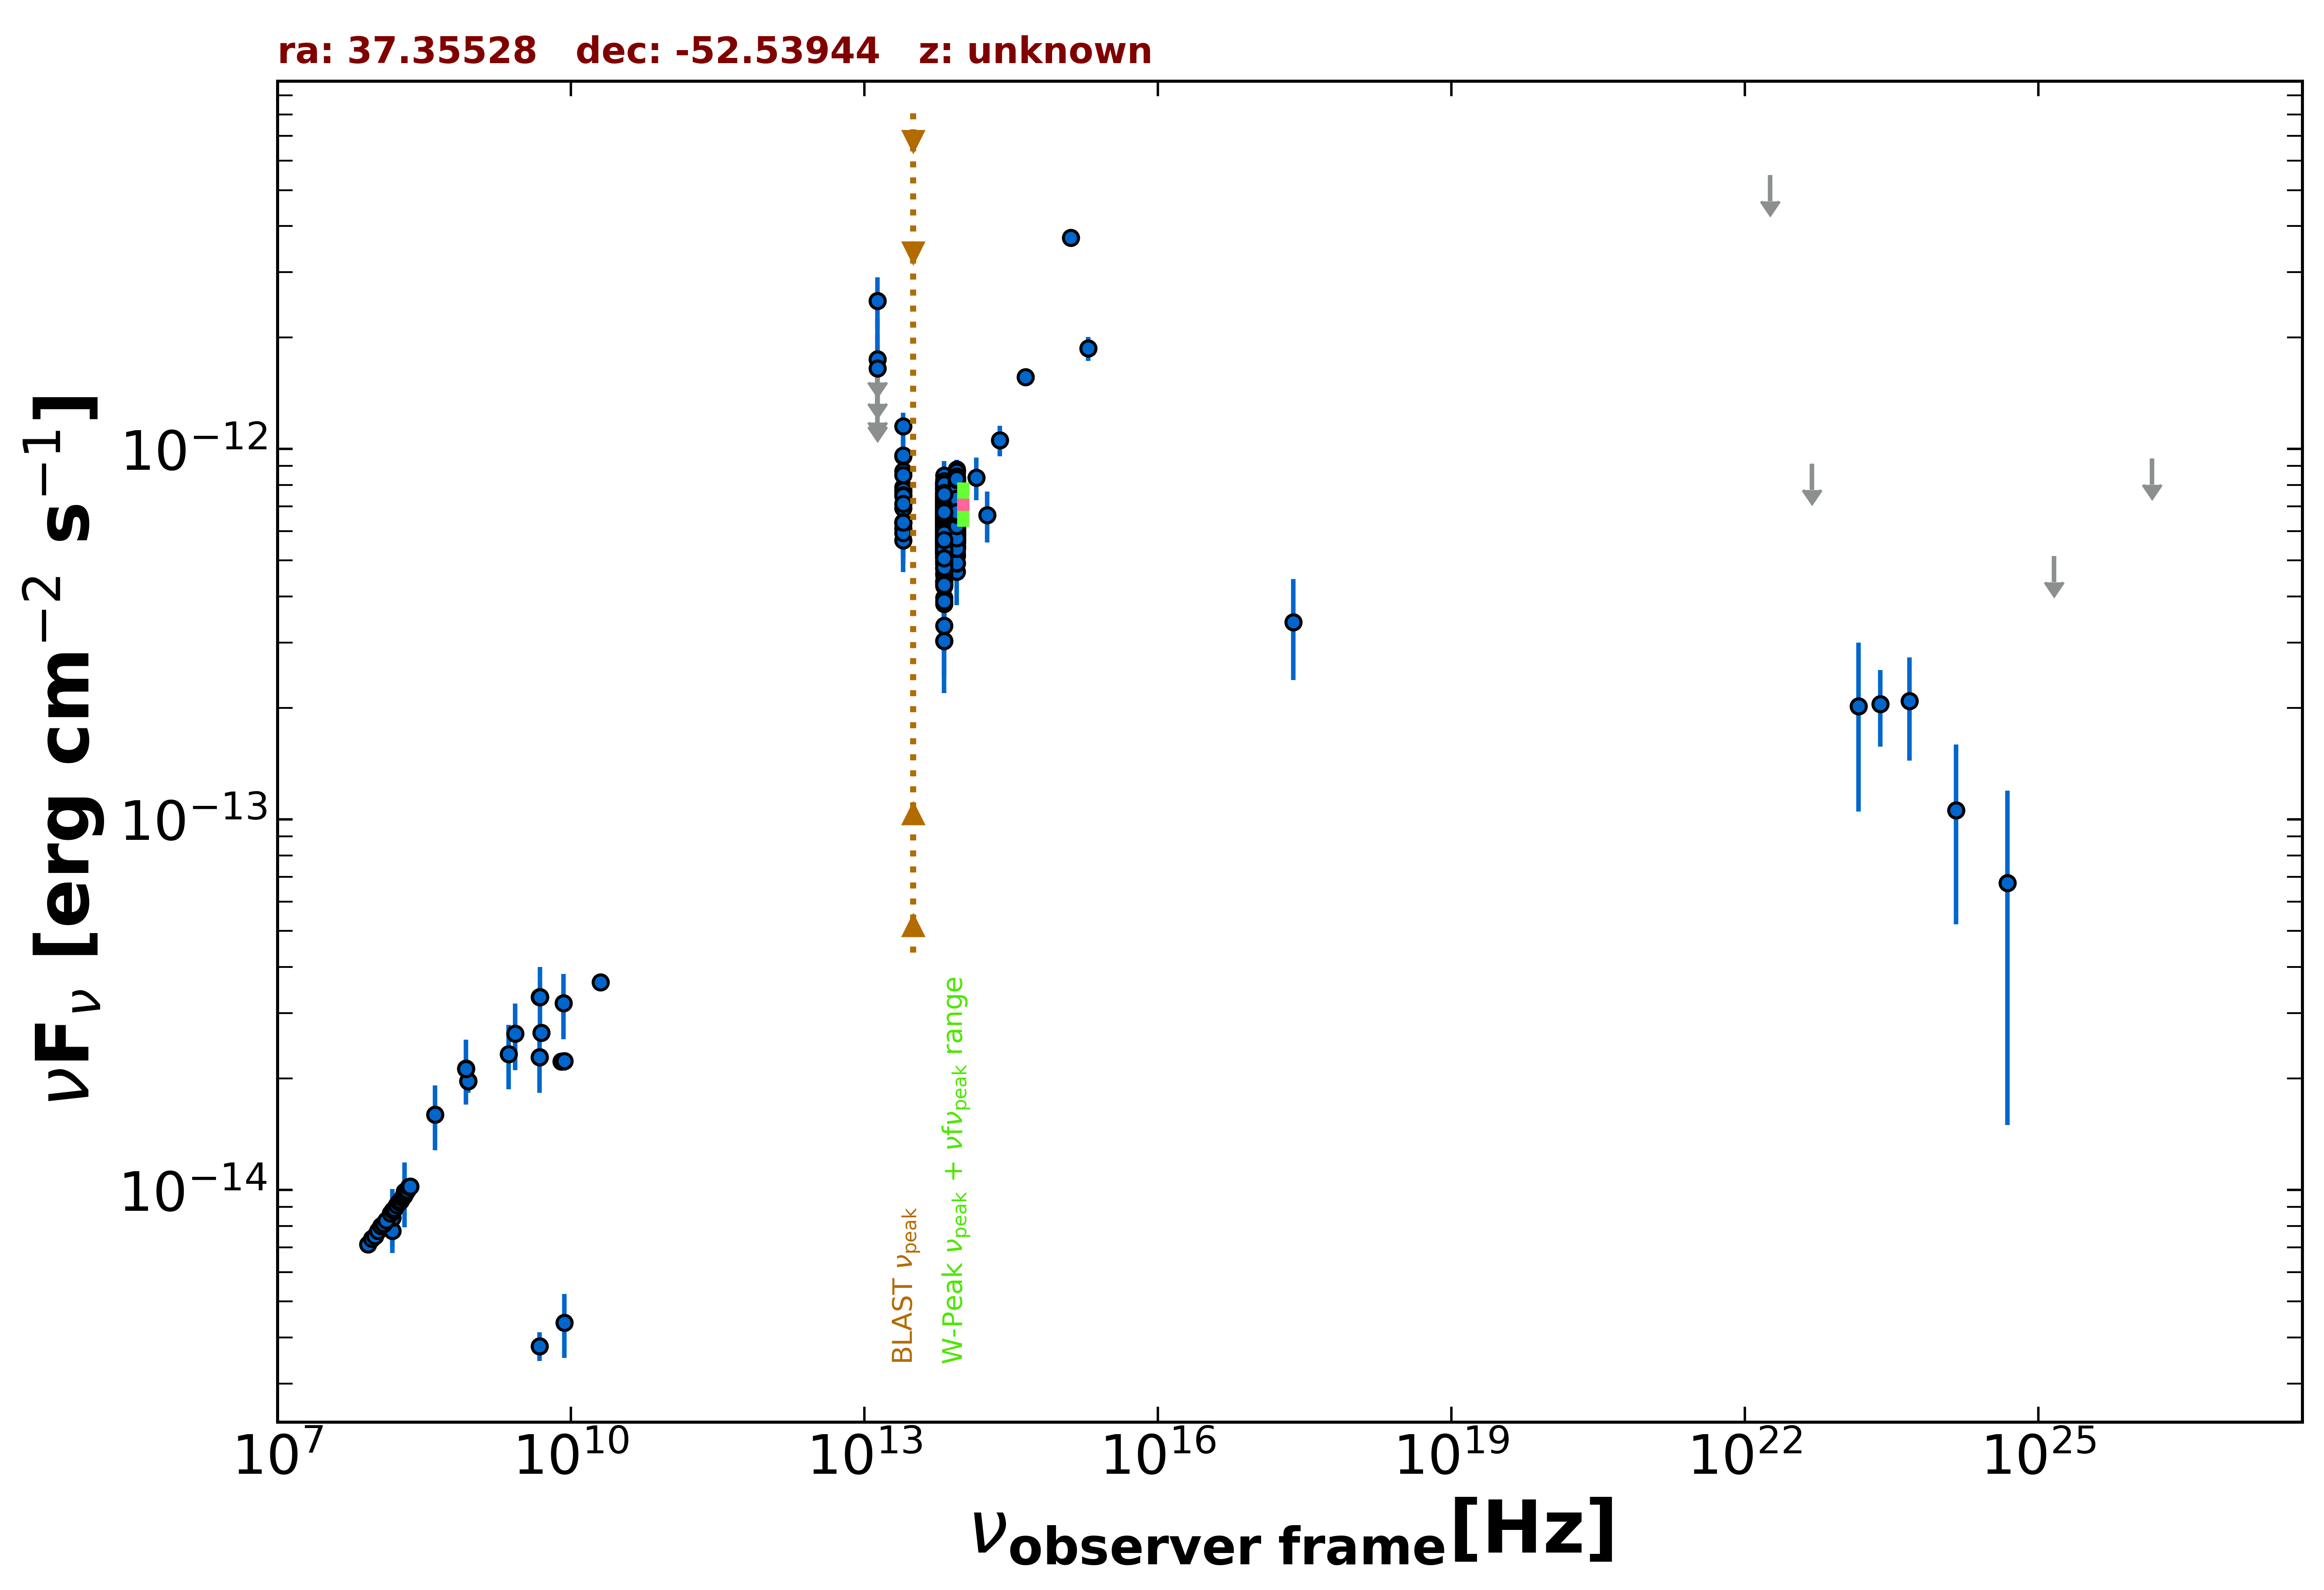 ra: 37.35528   dec: -52.53944   z: unknown
νFν [erg cm−2 s−1]
10−12
10−13
10−14
BLAST νpeak
W-Peak νpeak + νfνpeak range
107 1010 1013 1016 1019 1022 1025
νobserver frame[Hz]